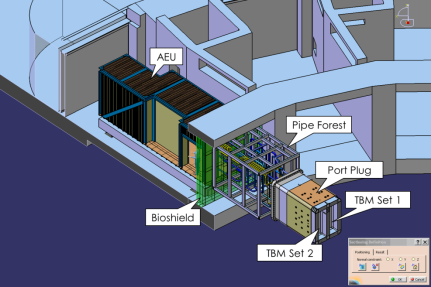 AEU
Pipe Forest
Port Plug
TBM Set 1
Bioshield
TBM Set 2